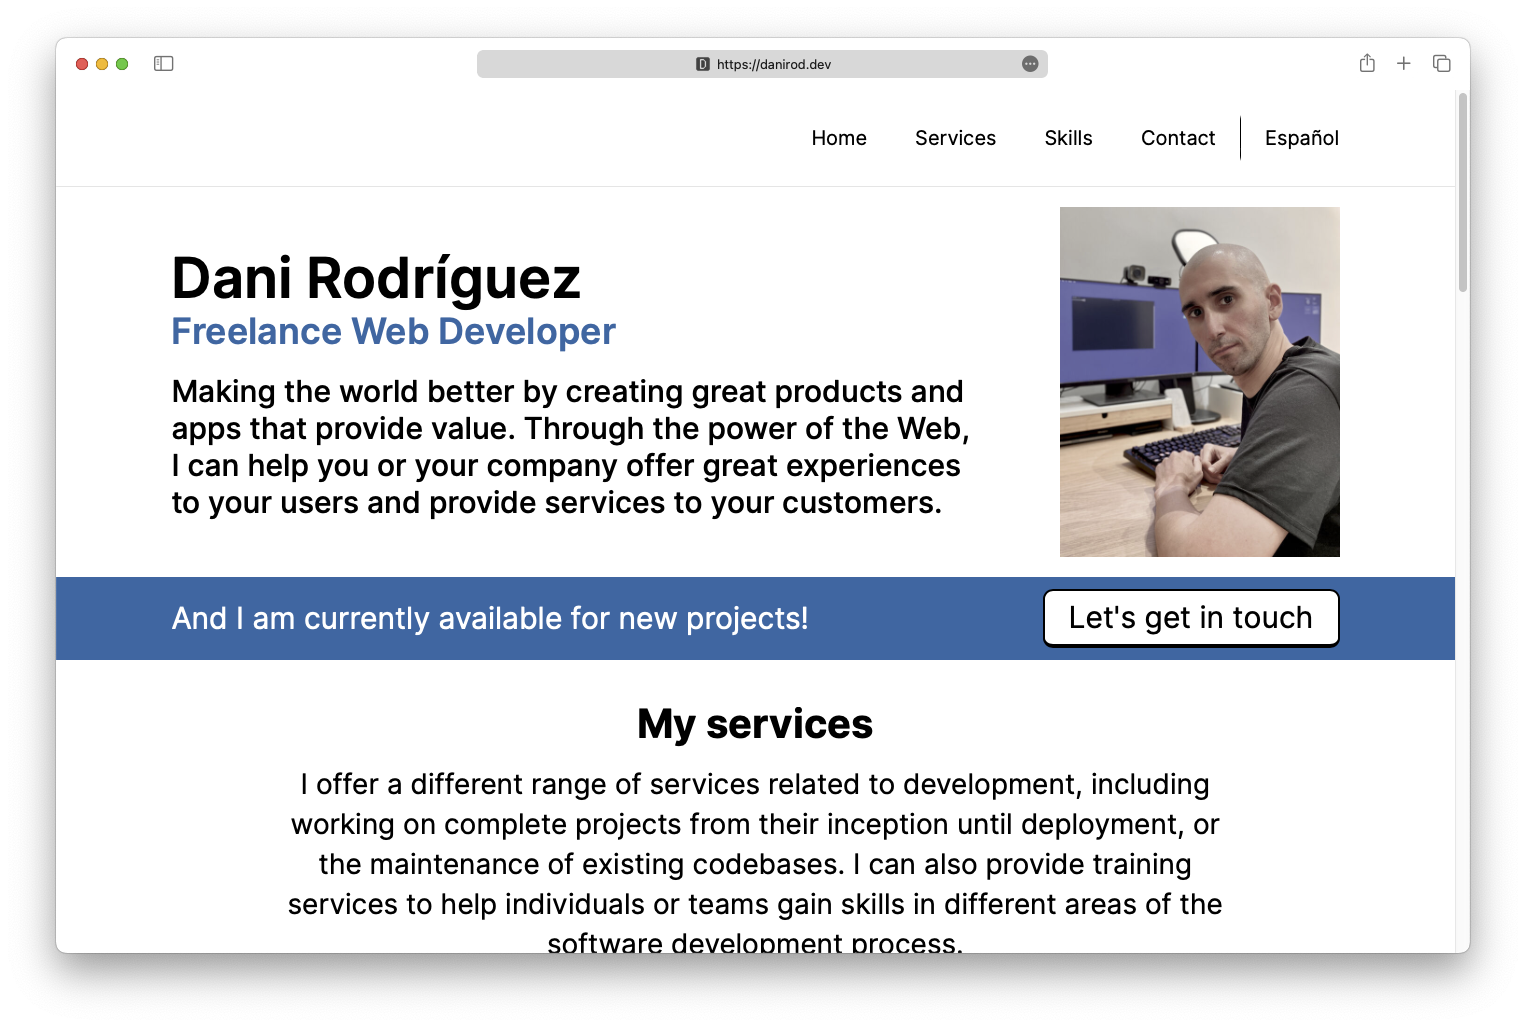 D https://danirod.dev
Home Services Skills Contact Español
Dani Rodríguez
Freelance Web Developer
Making the world better by creating great products and
apps that provide value. Through the power of the Web,
I can help you or your company offer great experiences
to your users and provide services to your customers.
And I am currently available for new projects!
Let's get in touch
My services
I offer a different range of services related to development, including
working on complete projects from their inception until deployment, or
the maintenance of existing codebases. I can also provide training
services to help individuals or teams gain skills in different areas of the
software development process.